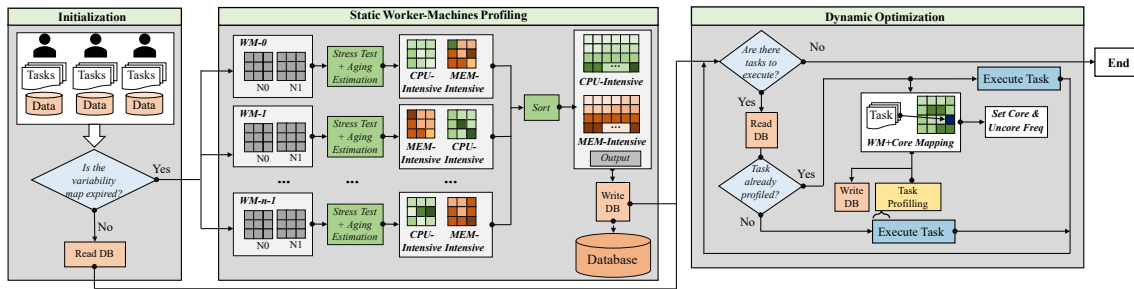 Initialization
Tasks
Tasks
Tasks
Data
Data
Data
Is the
variability
map expired?
Yes
No
Read DB
Static Worker-Machines Profiling
WM-0
N0
N1
Stress Test
+ Aging
Estimation
CPU-
Intensive
MEM-
Intensive
WM-1
N0
N1
Stress Test
+ Aging
Estimation
MEM-
Intensive
CPU-
Intensive
...
...
...
WM-n-1
N0
N1
Stress Test
+ Aging
Estimation
CPU-
Intensive
MEM-
Intensive
Sort
...
CPU-Intensive
...
MEM-Intensive
Output
Write
DB
Database
Dynamic Optimization
Are there
tasks to
execute?
No
End
Yes
Read
DB
Task
already
profiled?
Yes
No
Execute Task
Task
WM+Core Mapping
Set Core &
Uncore Freq
Write
DB
Task
Profilling
Execute Task